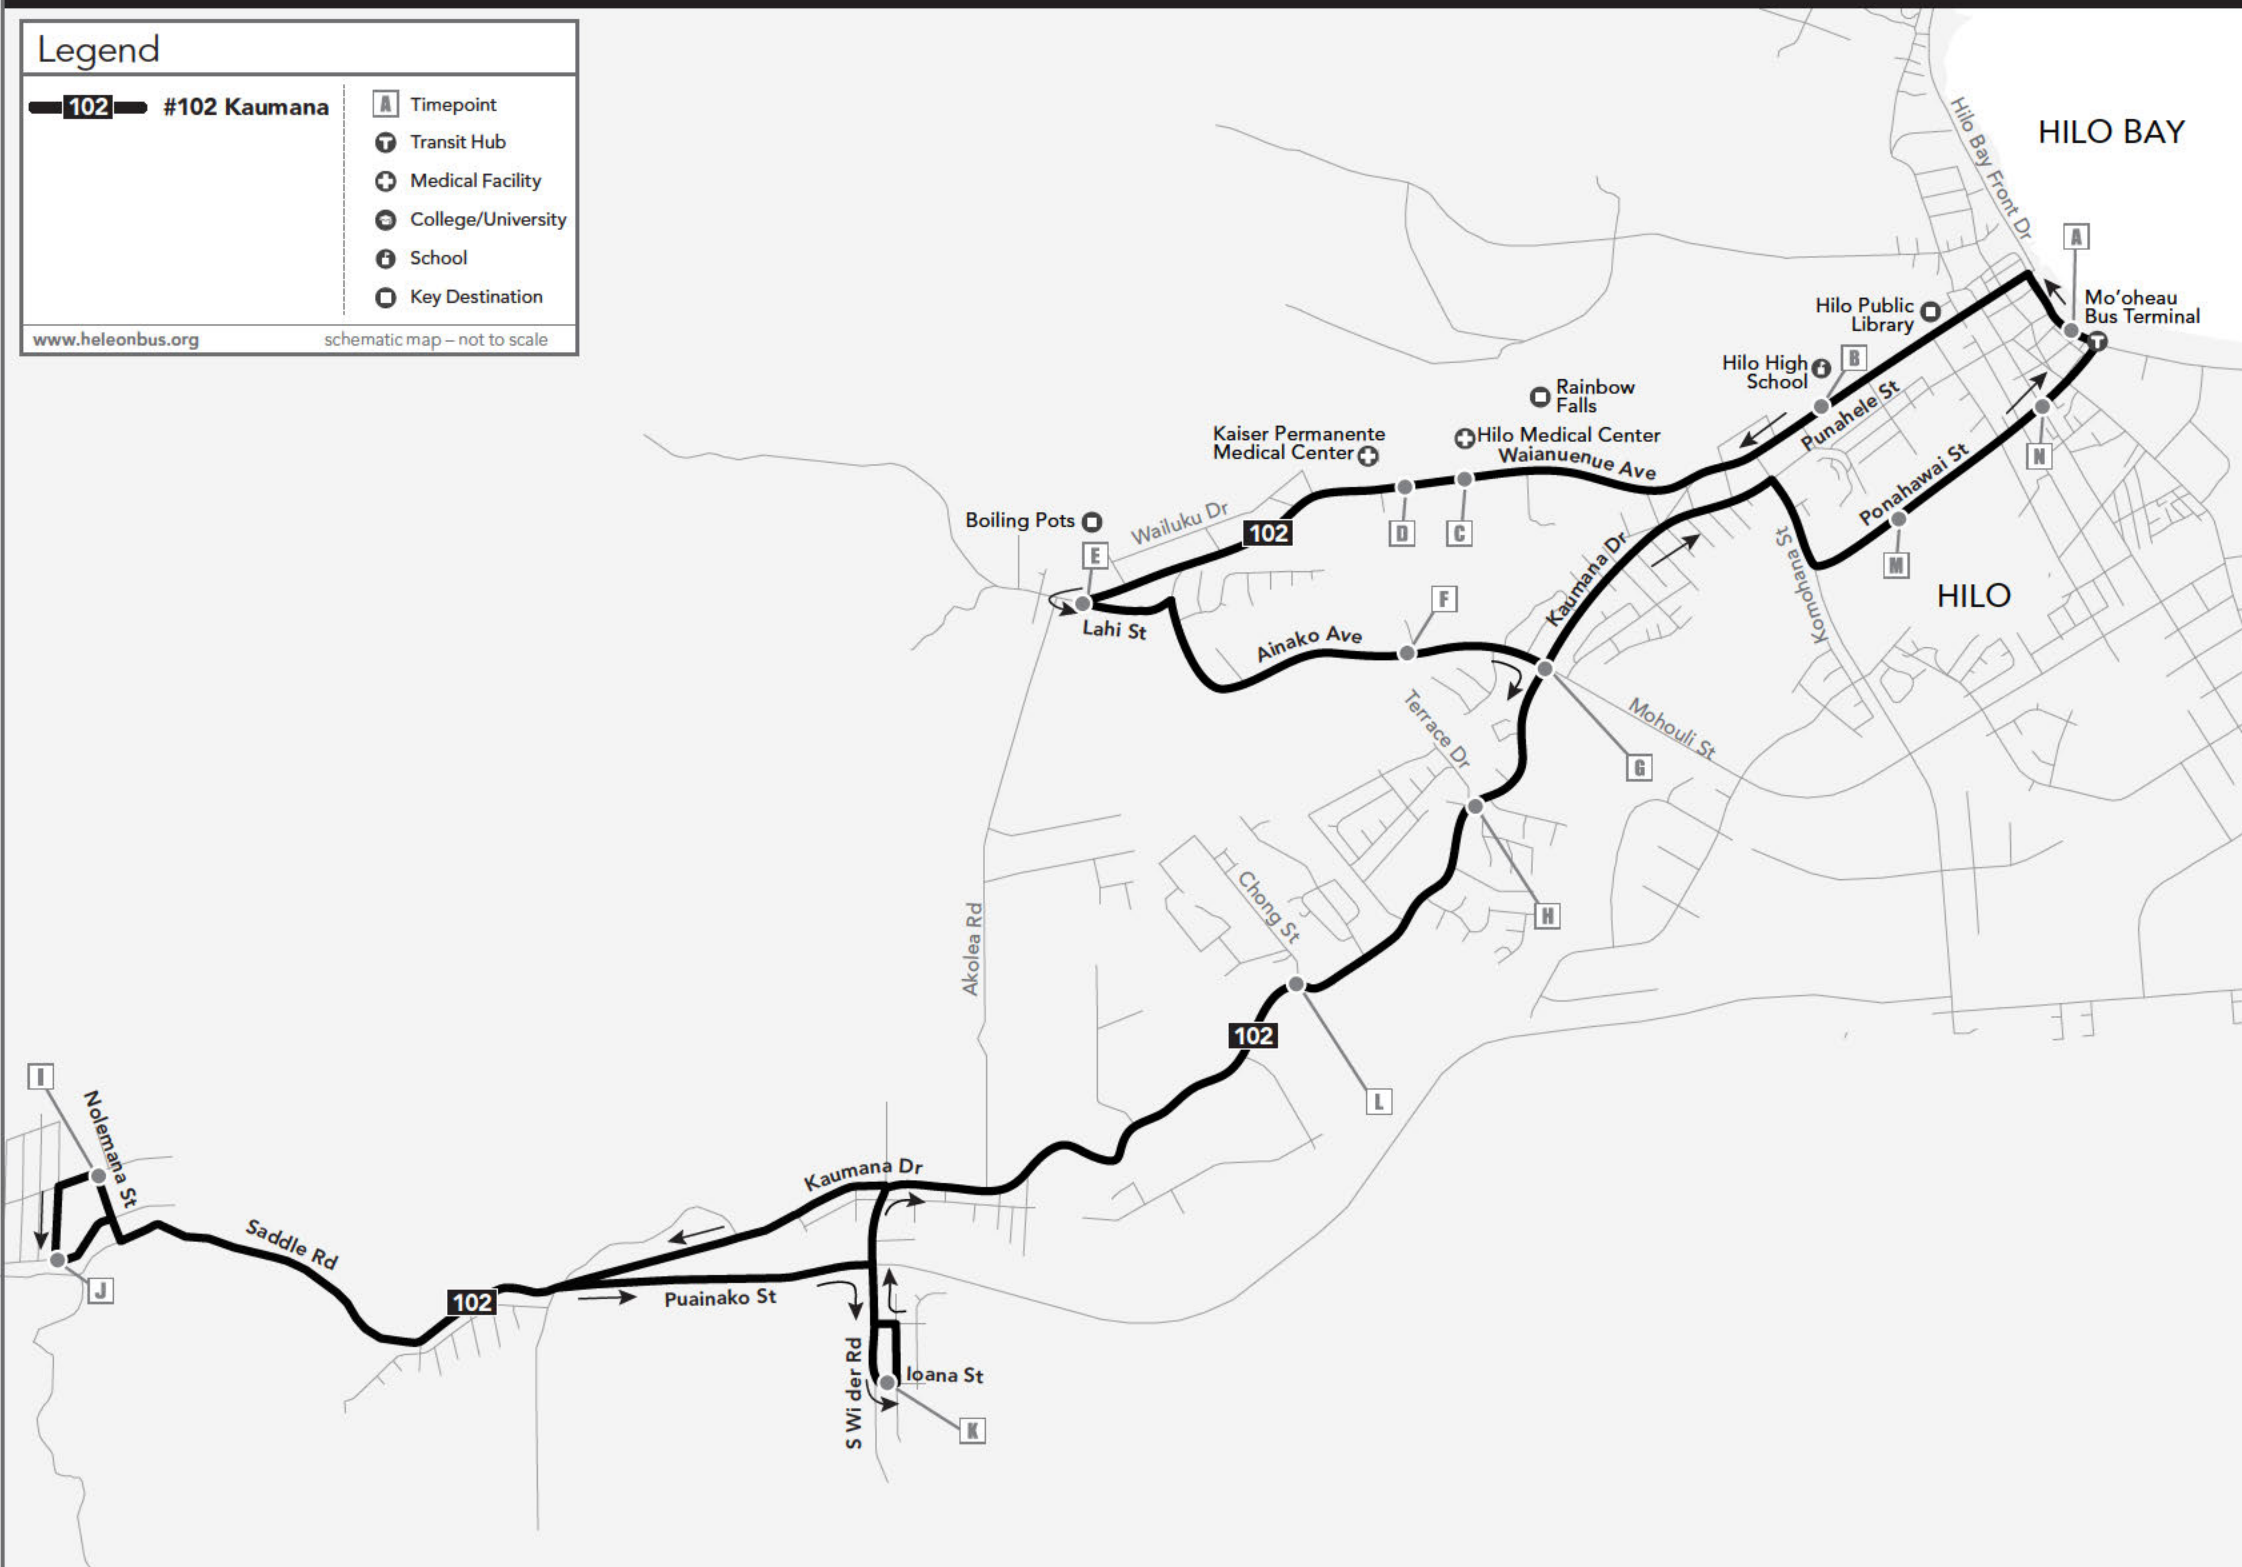 Legend
102
#102 Kaumana
A Timepoint
Transit Hub
Medical Facility
College/University
School
Key Destination
www.heleonbus.org
schematic map – not to scale
HILO BAY
Hilo Bay Front Dr
A
Mo'oheau
Bus Terminal
Hilo Public
Library
Hilo High
School
B
Punahele St
Rainbow
Falls
Kaiser Permanente
Medical Center
Hilo Medical Center
Waianuenue Ave
N
Ponahawai St
Boiling Pots
Wailuku Dr
102
D
C
E
Kaumana Dr
Komohana St
M
HILO
F
Lahi St
Ainako Ave
Terrace Dr
Mohouli St
G
Chong St
H
Akolea Rd
102
L
I
Nolemana St
Kaumana Dr
Saddle Rd
J
102
Puainako St
S Wi der Rd
Ioana St
K